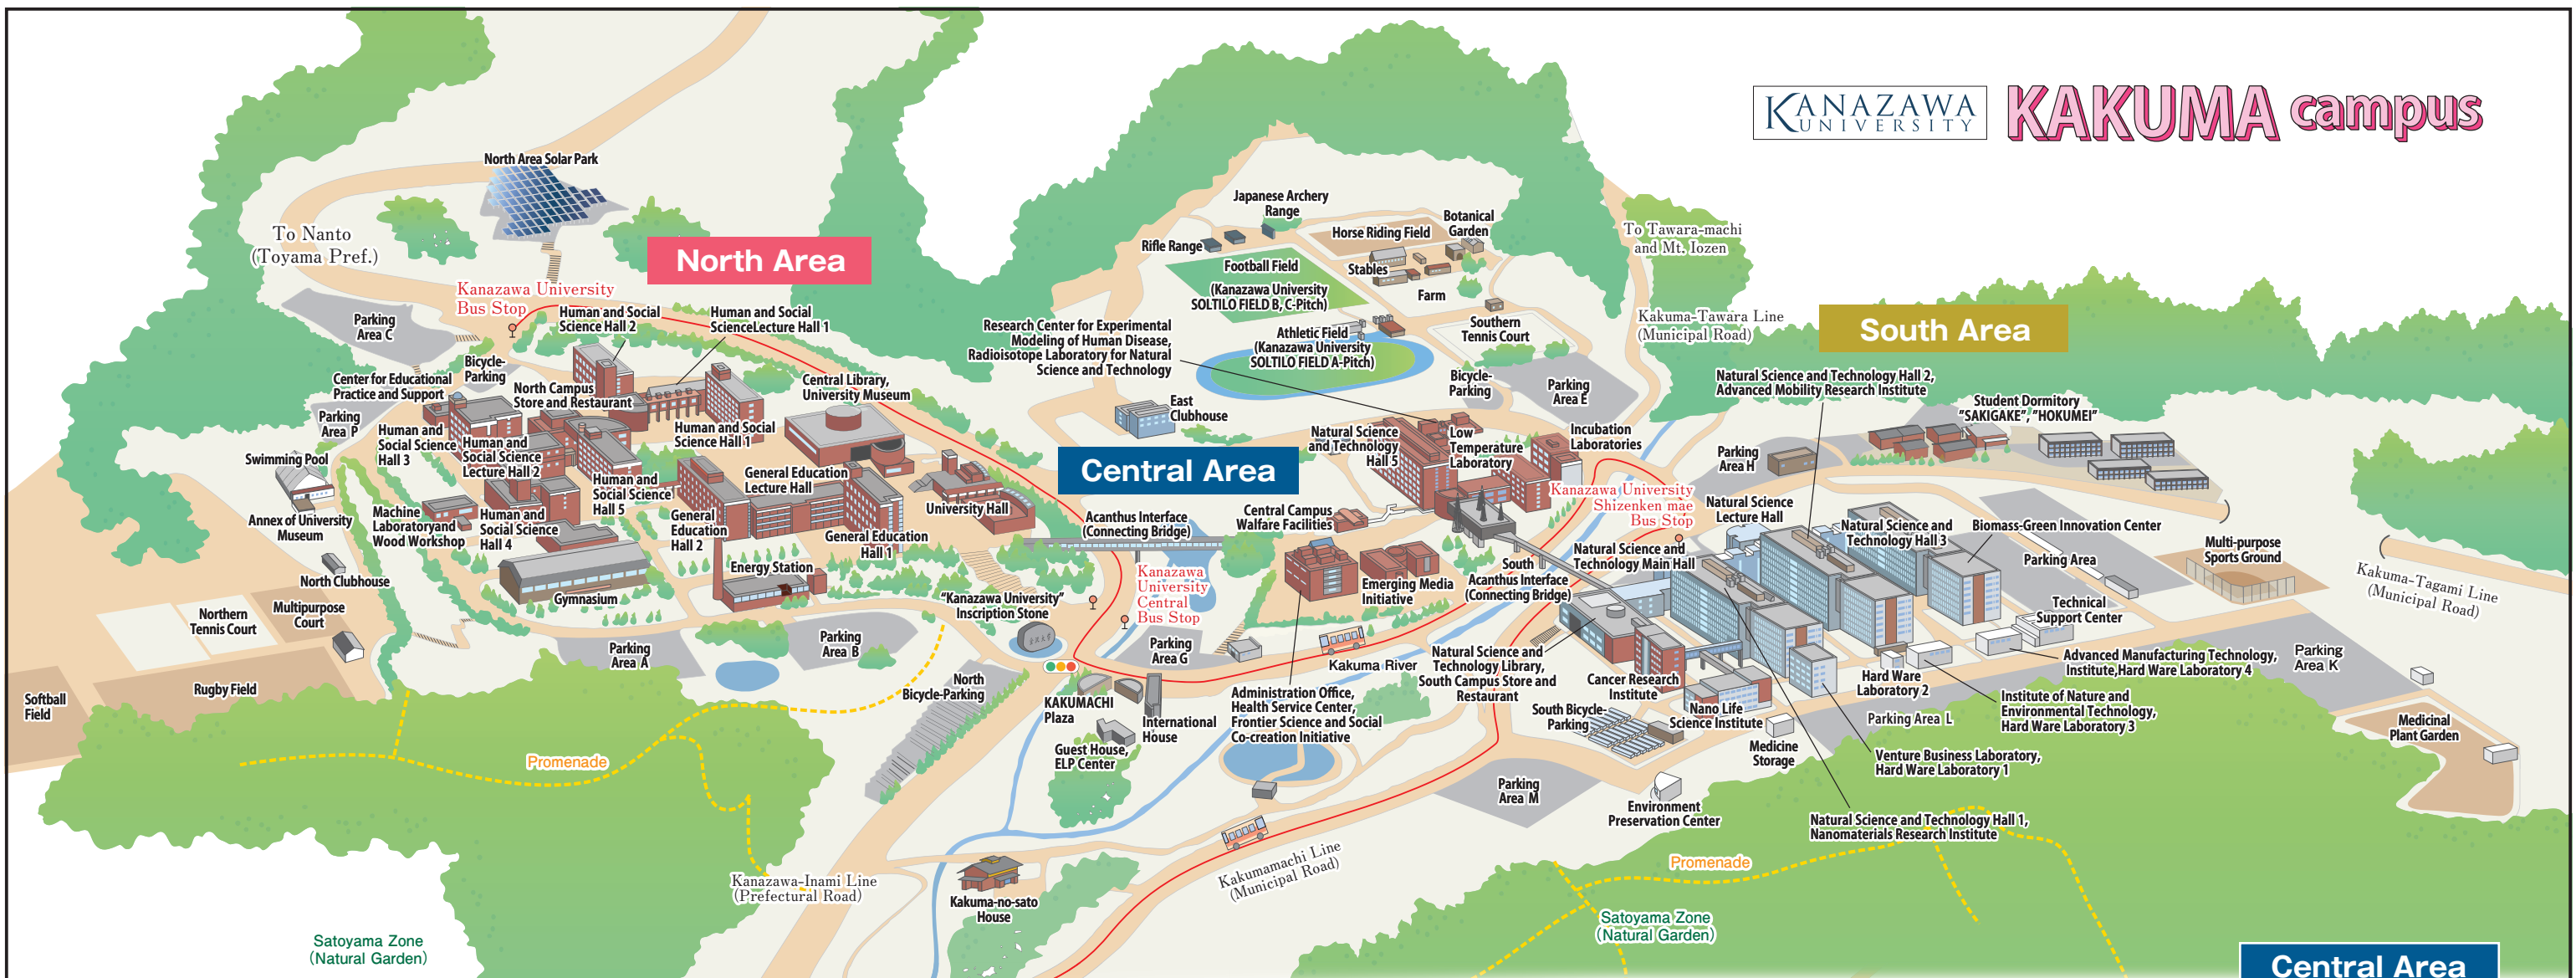 KANAZAWA
UNIVERSITY
KAKUMA campus
North Area Solar Park
To Nanto
(Toyama Pref.)
North Area
Kanazawa University
Bus Stop
Parking
Area C
Human and Social
Science Hall 2
Human and Social
ScienceLecture Hall 1
Bicycle-
Parking
Center for Educational
Practice and Support
North Campus
Store and Restaurant
Parking
Area P
Human and
Social Science
Hall 3
Human and
Social Science
Lecture Hall 2
Human and Social
Science Hall 1
Central Library,
University Museum
Swimming Pool
Annex of University
Museum
Machine
Laboratoryand
Wood Workshop
Human and
Social Science
Hall 4
Human and
Social Science
Hall 5
General Education
Lecture Hall
General
Education
Hall 2
General Education
Hall 1
University Hall
North Clubhouse
Gymnasium
Energy Station
Northern
Tennis Court
Multipurpose
Court
Softball
Field
Rugby Field
Parking
Area A
Parking
Area B
"Kanazawa University"
Inscription Stone
North
Bicycle-Parking
Promenade
Kanazawa-Inami Line
(Prefectural Road)
Satoyama Zone
(Natural Garden)
Japanese Archery
Range
Rifle Range
Horse Riding Field
Botanical
Garden
Football Field
(Kanazawa University
SOLTILO FIELD B, C-Pitch)
Stables
Farm
Athletic Field
(Kanazawa University
SOLTILO FIELD A-Pitch)
Southern
Tennis Court
Research Center for Experimental
Modeling of Human Disease,
Radioisotope Laboratory for Natural
Science and Technology
Bicycle-
Parking
Parking
Area E
East
Clubhouse
Central Area
Natural Science
and Technology
Hall 5
Low
Temperature
Laboratory
Incubation
Laboratories
Acanthus Interface
(Connecting Bridge)
Central Campus
Welfare Facilities
Kanazawa University
Shizenken mae
Bus Stop
Kanazawa
University
Central
Bus Stop
Emerging Media
Initiative
South
Acanthus Interface
(Connecting Bridge)
Parking
Area G
Kakuma River
KAKUMACHI
Plaza
International
House
Guest House,
ELP Center
Administration Office,
Health Service Center,
Frontier Science and Social
Co-creation Initiative
Kakuma-no-sato
House
Kakumamachi Line
(Municipal Road)
To Tawara-machi
and Mt. Iozen
Kakuma-Tawara Line
(Municipal Road)
South Area
Natural Science and Technology Hall 2,
Advanced Mobility Research Institute
Student Dormitory
"SAKIGAKE", "HOKUMEI"
Parking
Area H
Natural Science
Lecture Hall
Natural Science and
Technology Hall 3
Biomass-Green Innovation Center
Parking Area
Multi-purpose
Sports Ground
Kakuma-Tagami Line
(Municipal Road)
Natural Science and
Technology Main Hall
Technical
Support Center
Natural Science and
Technology Library,
South Campus Store and
Restaurant
Cancer Research
Institute
Nano Life
Science Institute
South Bicycle-
Parking
Hard Ware
Laboratory 2
Advanced Manufacturing Technology,
Institute,Hard Ware Laboratory 4
Parking
Area K
Institute of Nature and
Environmental Technology,
Hard Ware Laboratory 3
Parking Area L
Medicine
Storage
Venture Business Laboratory,
Hard Ware Laboratory 1
Medicinal
Plant Garden
Parking
Area M
Environment
Preservation Center
Natural Science and Technology Hall 1,
Nanomaterials Research Institute
Promenade
Satoyama Zone
(Natural Garden)
Central Area